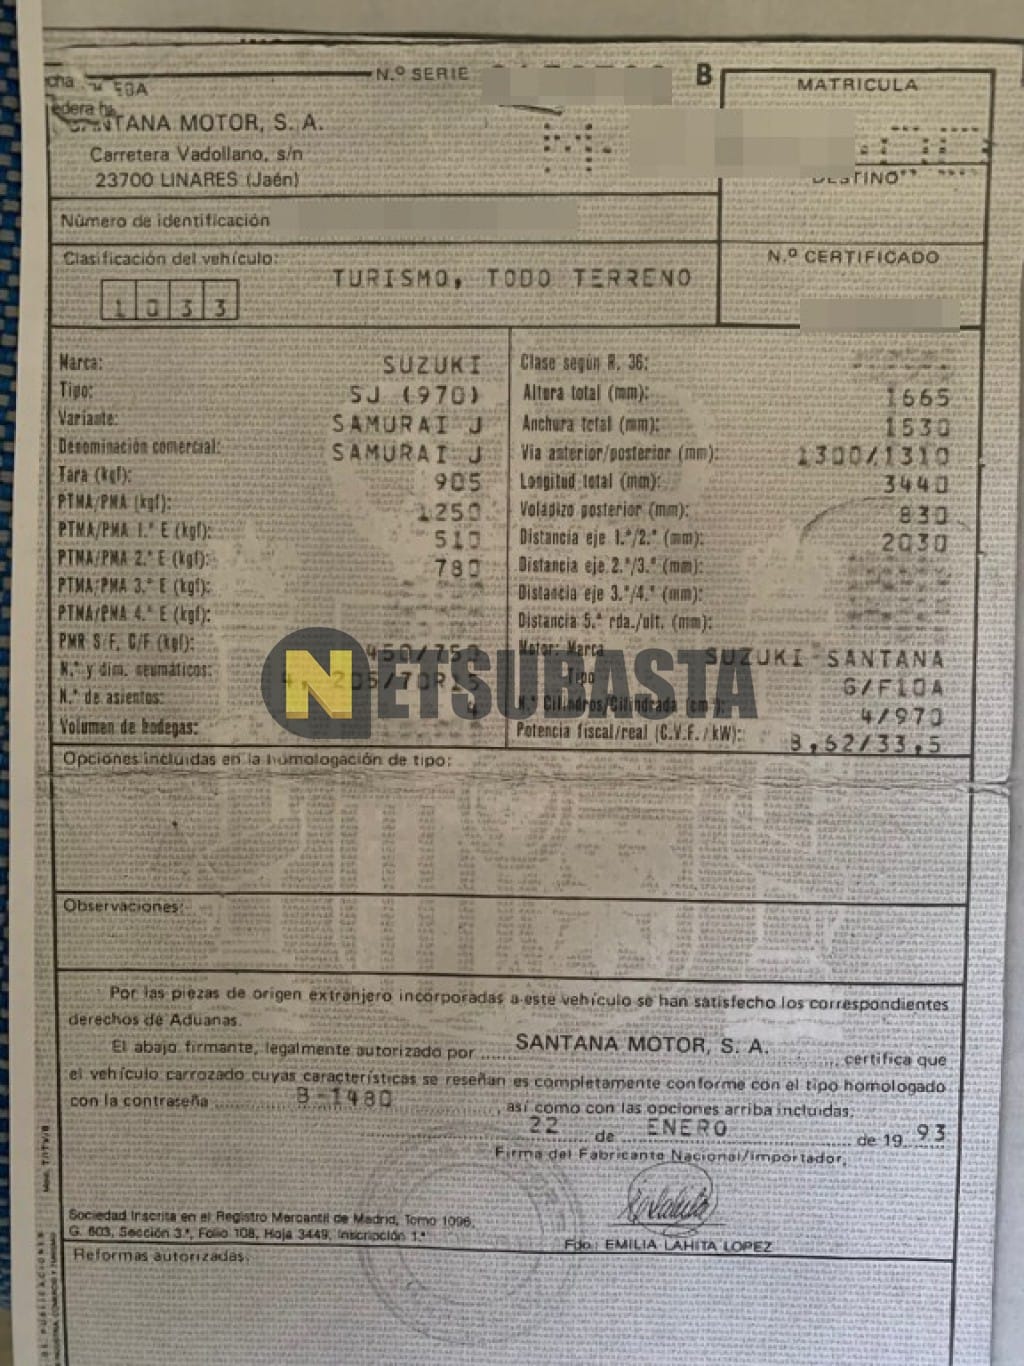 N.º SERIE
B
MATRICULA
SANTANA MOTOR, S. A.
Carretera Vadollano, s/n
23700 LINARES (Jaén)
M-
DESTINO
Número de identificación
Clasificación del vehículo:
1033
TURISMO, TODO TERRENO
N.º CERTIFICADO
Marca: SUZUKI
Tipo: SJ (970)
Variante: SAMURAI J
Denominación comercial: SAMURAI J
Tara (kgf): 905
PTMA/PMA (kgf): 1250
PTMA/PMA 1.º E (kgf): 510
PTMA/PMA 2.º E (kgf): 780
PTMA/PMA 3.º E (kgf):
PTMA/PMA 4.º E (kgf):
PMR S/F. C/F (kgf): 450/750
N.º y dim. neumáticos: 4, 205/70R15
N.º de asientos: 4
Volumen de bodegas:
Clase según R. 36:
Altura total (mm): 1665
Anchura total (mm): 1530
Via anterior/posterior (mm): 1300/1310
Longitud total (mm): 3440
Voladizo posterior (mm): 830
Distancia eje 1.º/2.º (mm): 2030
Distancia eje 2.º/3.º (mm):
Distancia eje 3.º/4.º (mm):
Distancia 5.ª rda./ult. (mm):
Motor: Marca SUZUKI-SANTANA
Tipo G/F10A
N.º Cilindros/Cilindrada (cm³) 4/970
Potencia fiscal/real (C.V.F./kW): 8,62/33,5
NETSUBASTA
Opciones incluidas en la homologación de tipo:
Observaciones:
Por las piezas de origen extranjero incorporadas a este vehículo se han satisfecho los correspondientes
derechos de Aduanas.
El abajo firmante, legalmente autorizado por SANTANA MOTOR, S. A. certifica que
el vehículo carrozado cuyas características se reseñan es completamente conforme con el tipo homologado
con la contraseña B-1480, así como con las opciones arriba incluidas.
22 de ENERO de 19 93
Firma del Fabricante Nacional/Importador,
Sociedad Inscrita en el Registro Mercantil de Madrid, Tomo 1096,
G. 603, Sección 3.ª, Folio 108, Hoja 3449, Inscripción 1.ª
Fdo.: EMILIA LAHITA LOPEZ
Reformas autorizadas: